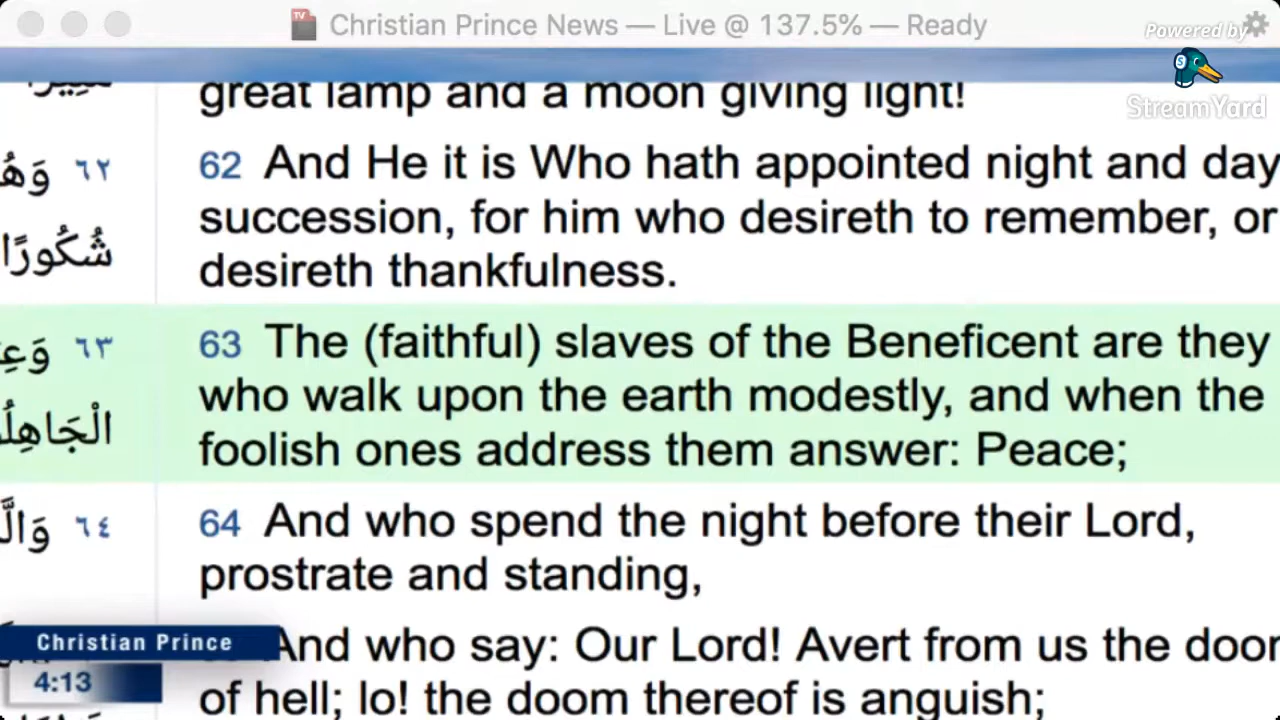 Christian Prince News — Live @ 137.5% — Ready
Powered by
StreamYard
great lamp and a moon giving light!
٦٢
62 And He it is Who hath appointed night and day
succession, for him who desireth to remember, or
شُكُورًا
desireth thankfulness.
٦٣
63 The (faithful) slaves of the Beneficent are they
who walk upon the earth modestly, and when the
foolish ones address them answer: Peace;
٦٤
64 And who spend the night before their Lord,
prostrate and standing,
And who say: Our Lord! Avert from us the doom
of hell; lo! the doom thereof is anguish;
Christian Prince
4:13